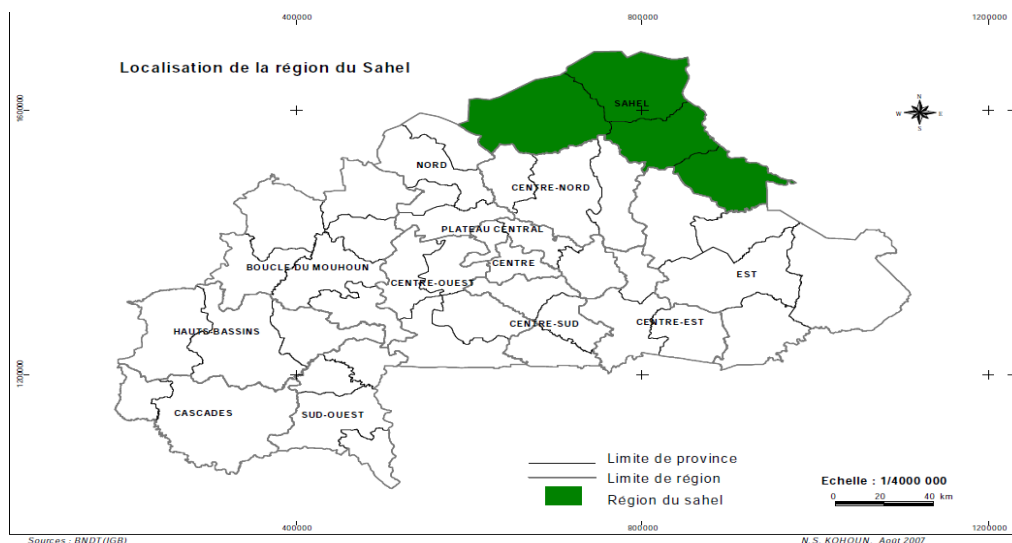 400000 800000 1200000
Localisation de la région du Sahel
1600000
SAHEL
N
W E
S
NORD
CENTRE-NORD
PLATEAU CENTRAL
CENTRE
BOUCLE DU MOUHOUN
EST
CENTRE-OUEST
HAUTS-BASSINS
CENTRE-SUD
CENTRE-EST
1200000
CASCADES
SUD-OUEST
Limite de province
Limite de région
Région du sahel
Echelle : 1/4000 000
0 20 40 km
400000 800000 1200000
Sources : BNDT(IGB)
N.S. KOHOUN, Aout 2007